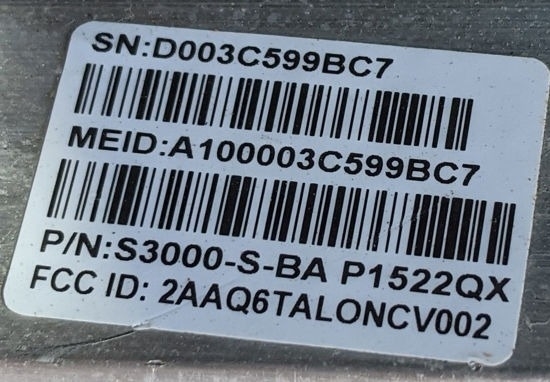 SN:D003C599BC7
MEID:A100003C599BC7
P/N:S3000-S-BA P1522QX
FCC ID: 2AAQ6TALONCV002